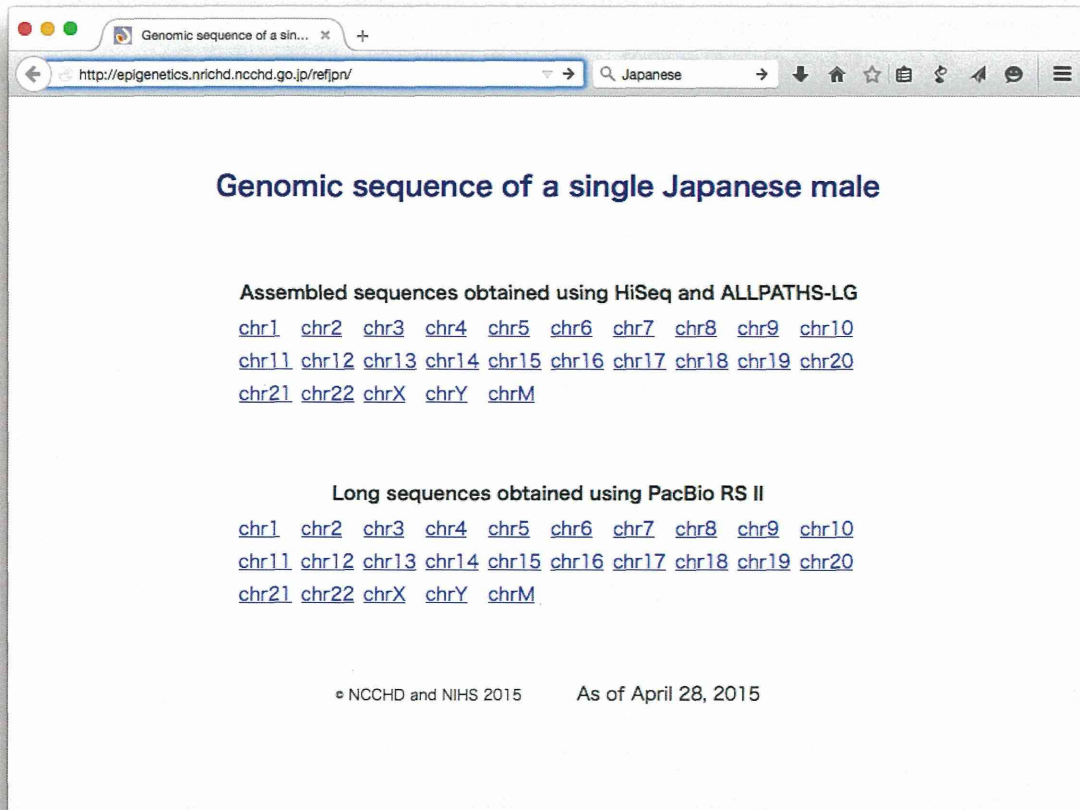 Genomic sequence of a sin...
http://epigenetics.nrichd.ncchd.go.jp/refjpn/ Japanese
Genomic sequence of a single Japanese male
Assembled sequences obtained using HiSeq and ALLPATHS-LG
chr1 chr2 chr3 chr4 chr5 chr6 chr7 chr8 chr9 chr10
chr11 chr12 chr13 chr14 chr15 chr16 chr17 chr18 chr19 chr20
chr21 chr22 chrX chrY chrM
Long sequences obtained using PacBio RS II
chr1 chr2 chr3 chr4 chr5 chr6 chr7 chr8 chr9 chr10
chr11 chr12 chr13 chr14 chr15 chr16 chr17 chr18 chr19 chr20
chr21 chr22 chrX chrY chrM
© NCCHD and NIHS 2015 As of April 28, 2015